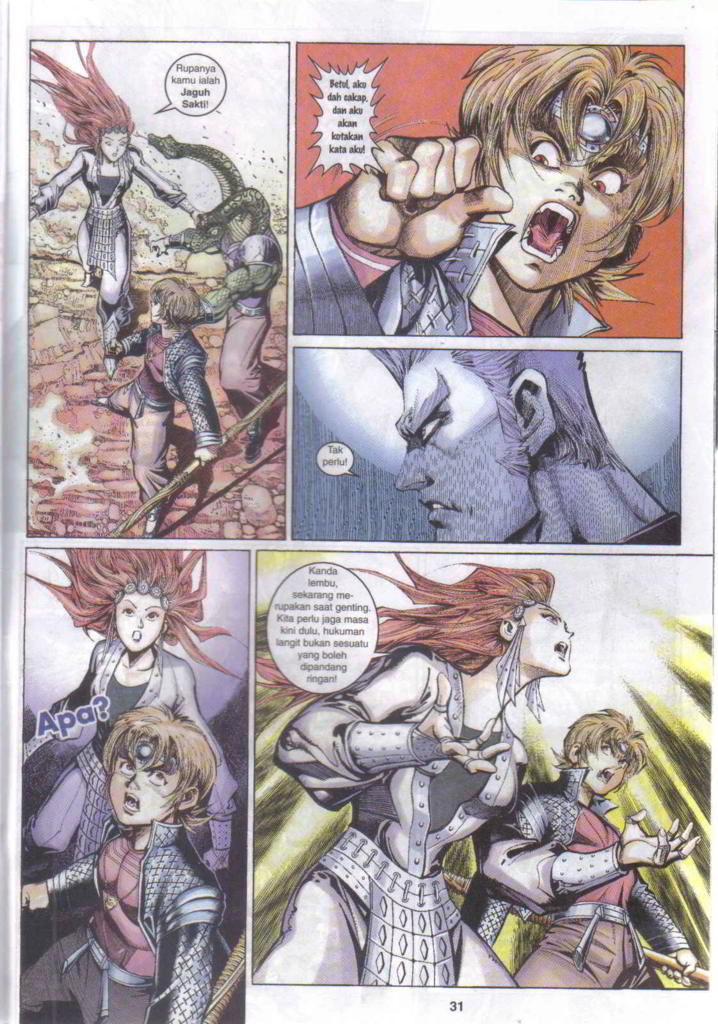 Rupanya
kamu ialah
Jaguh
Sakti!
Betul, aku
dah cakap,
dan aku
akan
kotakan
kata aku!
Tak
perlu!
Apa?
Kanda
lembu,
sekarang me-
rupakan saat genting.
Kita perlu jaga masa
kini dulu, hukuman
langit bukan sesuatu
yang boleh
dipandang
ringan!
31